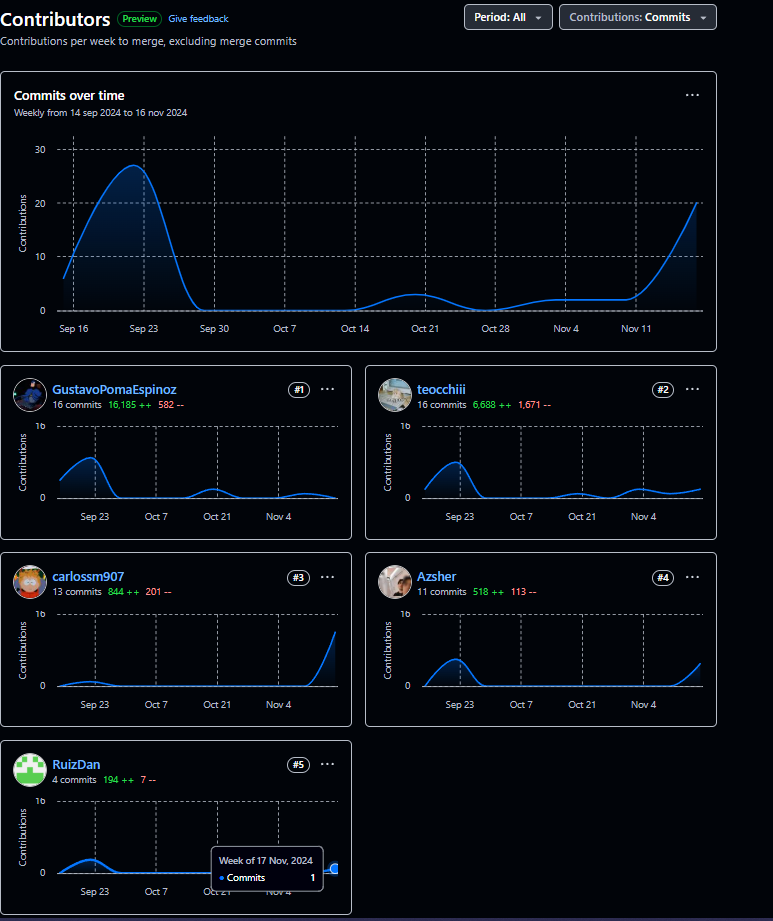 Contributors Preview Give feedback
Period: All
Contributions: Commits
Contributions per week to merge, excluding merge commits
Commits over time
Weekly from 14 sep 2024 to 16 nov 2024
Contributions
30
20
10
0
Sep 16 Sep 23 Sep 30 Oct 7 Oct 14 Oct 21 Oct 28 Nov 4 Nov 11
GustavoPomaEspinoz #1
16 commits 16,185 ++ 582 --
Contributions
16
0
Sep 23 Oct 7 Oct 21 Nov 4
teocchiii #2
16 commits 6,688 ++ 1,671 --
Contributions
16
0
Sep 23 Oct 7 Oct 21 Nov 4
carlossm907 #3
13 commits 844 ++ 201 --
Contributions
16
0
Sep 23 Oct 7 Oct 21 Nov 4
Azsher #4
11 commits 518 ++ 113 --
Contributions
16
0
Sep 23 Oct 7 Oct 21 Nov 4
RuizDan #5
4 commits 194 ++ 7 --
Contributions
16
0
Week of 17 Nov, 2024
Commits 1
Sep 23 Oct 7 Oct 21 Nov 4